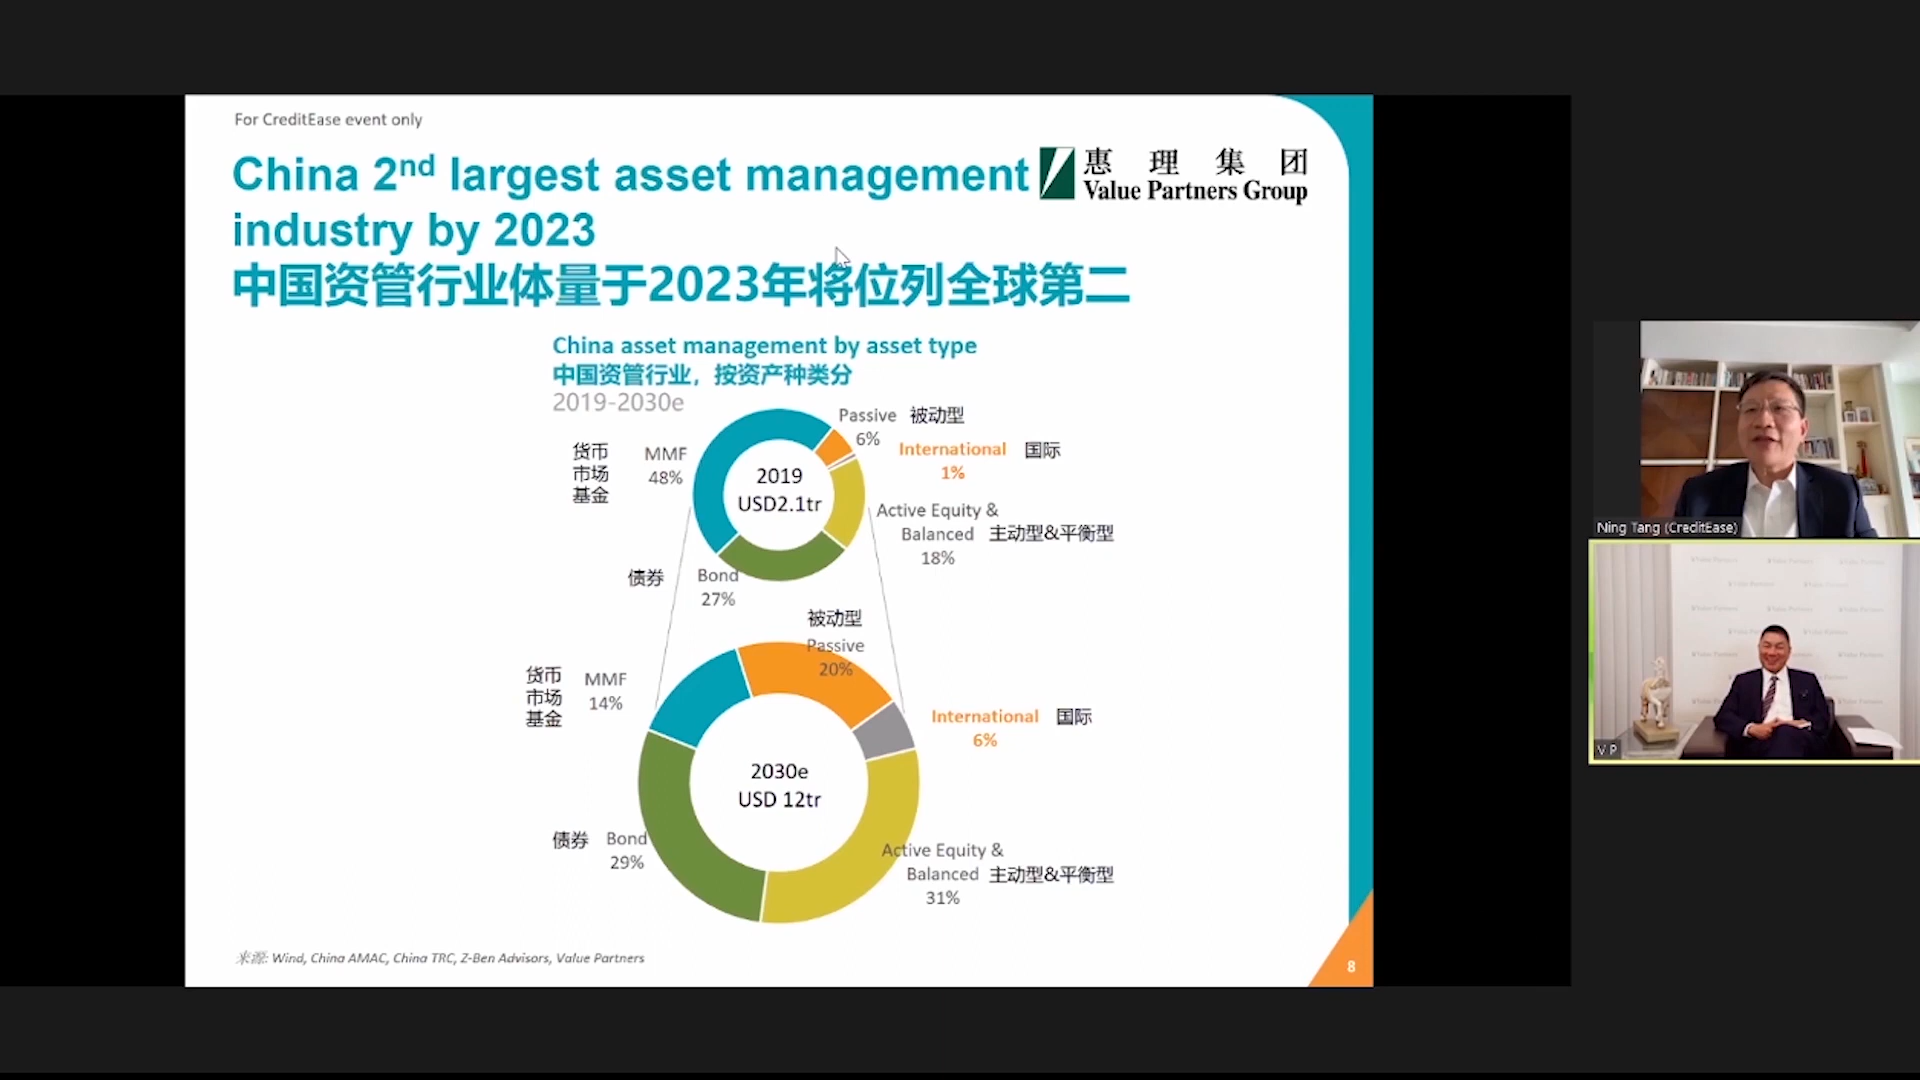 For CreditEase event only
China 2nd largest asset management
industry by 2023
中国资管行业体量于2023年将位列全球第二
惠理集团
Value Partners Group
China asset management by asset type
中国资管行业，按资产种类分
2019-2030e
Passive 被动型
6%
International 国际
1%
货币
市场
基金
MMF
48%
2019
USD2.1tr
Active Equity &
Balanced 主动型&平衡型
18%
债券 Bond
27%
被动型
Passive
20%
货币
市场
基金
MMF
14%
International 国际
6%
2030e
USD 12tr
债券 Bond
29%
Active Equity &
Balanced 主动型&平衡型
31%
来源: Wind, China AMAC, China TRC, Z-Ben Advisors, Value Partners
8
Ning Tang (CreditEase)
Value Partners
V P